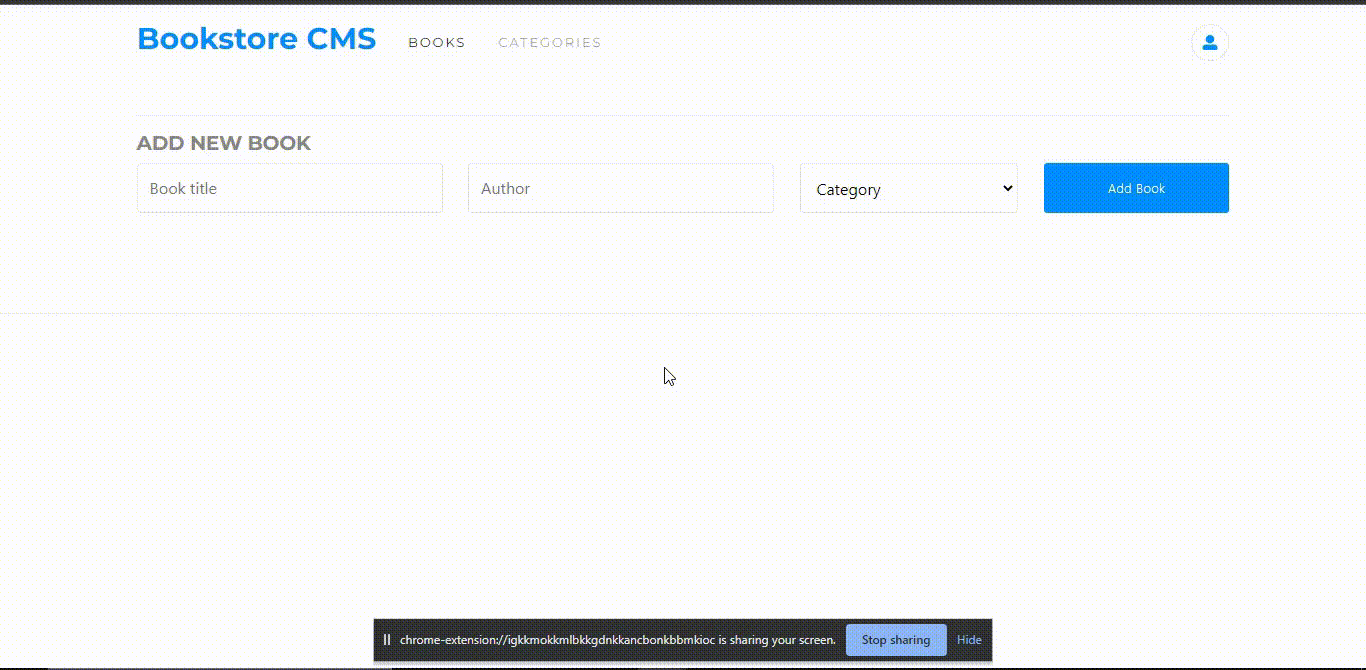 Bookstore CMS BOOKS CATEGORIES
ADD NEW BOOK
Book title Author Category Add Book
chrome-extension://igkkmokkmlbkkgdnkkancbonkbbmkioc is sharing your screen. Stop sharing Hide